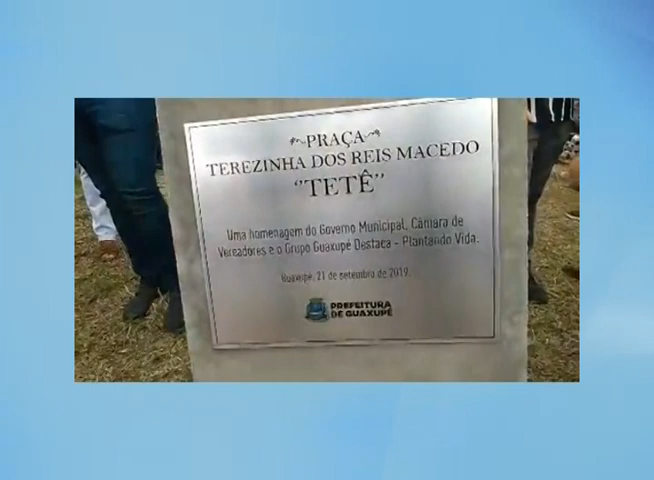 PRAÇA
TEREZINHA DOS REIS MACEDO
"TETÊ"
Uma homenagem do Governo Municipal, Câmara de
Vereadores e o Grupo Guaxupé Destaca - Plantando Vida.
Guaxupé, 21 de setembro de 2019.
PREFEITURA
DE GUAXUPÉ